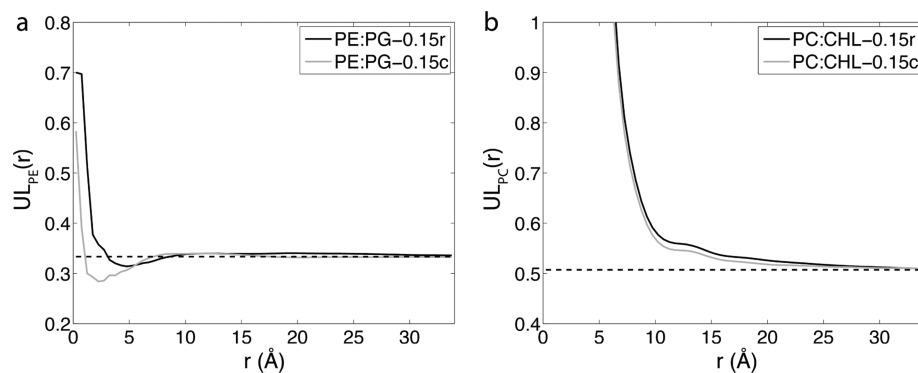 a
0.8
0.7
0.6
0.5
0.4
0.3
0.2
UL_PE(r)
PE:PG−0.15r
PE:PG−0.15c
0 5 10 15 20 25 30
r (Å)
b
1
0.9
0.8
0.7
0.6
0.5
0.4
UL_PC(r)
PC:CHL−0.15r
PC:CHL−0.15c
0 5 10 15 20 25 30
r (Å)